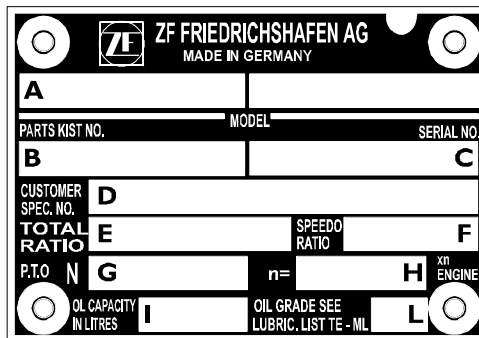 ZF ZF FRIEDRICHSHAFEN AG
MADE IN GERMANY
A
MODEL
PARTS KIST NO. SERIAL NO.
B C
CUSTOMER
SPEC. NO. D
TOTAL
RATIO E SPEEDO
RATIO F
P.T.O N G n= H xn
ENGINE
OL CAPACITY
IN LITRES I OIL GRADE SEE
LUBRIC. LIST TE - ML L